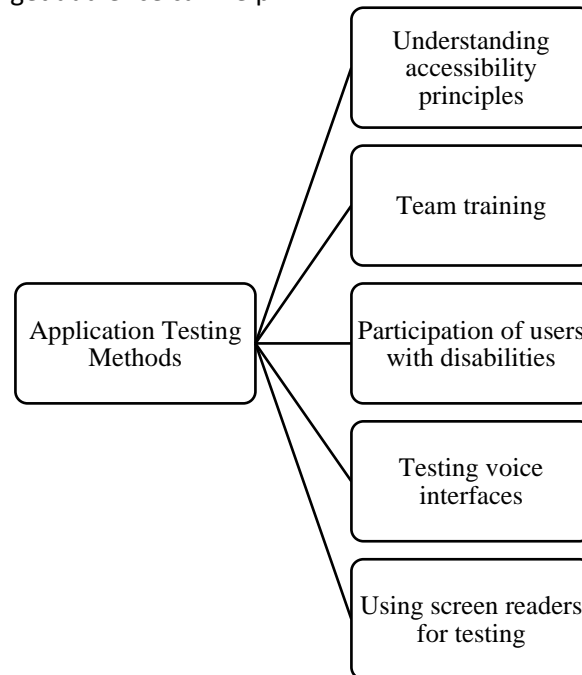 Understanding
accessibility
principles
Team training
Application Testing
Methods
Participation of users
with disabilities
Testing voice
interfaces
Using screen readers
for testing